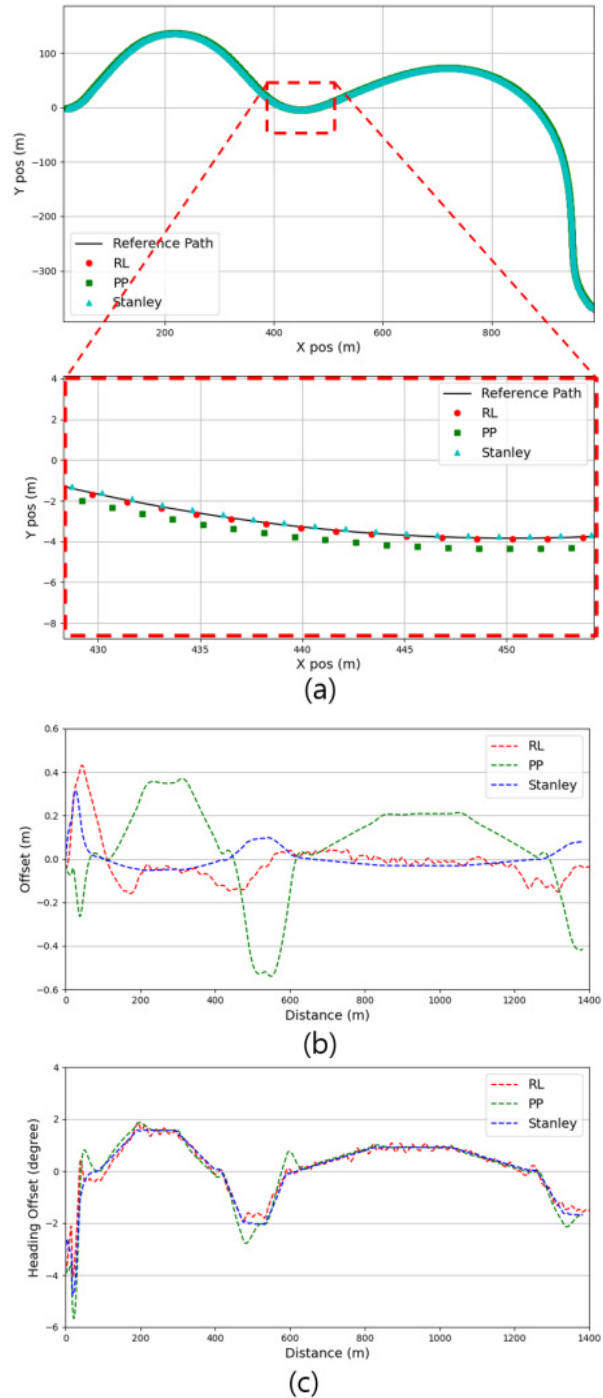 100
0
−100
−200
−300
Y pos (m)
Reference Path
RL
PP
Stanley
200
400
600
800
X pos (m)
4
2
0
−2
−4
−6
−8
Y pos (m)
Reference Path
RL
PP
Stanley
430
435
440
445
450
X pos (m)
(a)
0.6
0.4
0.2
0.0
−0.2
−0.4
−0.6
Offset (m)
RL
PP
Stanley
0
200
400
600
800
1000
1200
1400
Distance (m)
(b)
4
2
0
−2
−4
−6
Heading Offset (degree)
RL
PP
Stanley
0
200
400
600
800
1000
1200
1400
Distance (m)
(c)